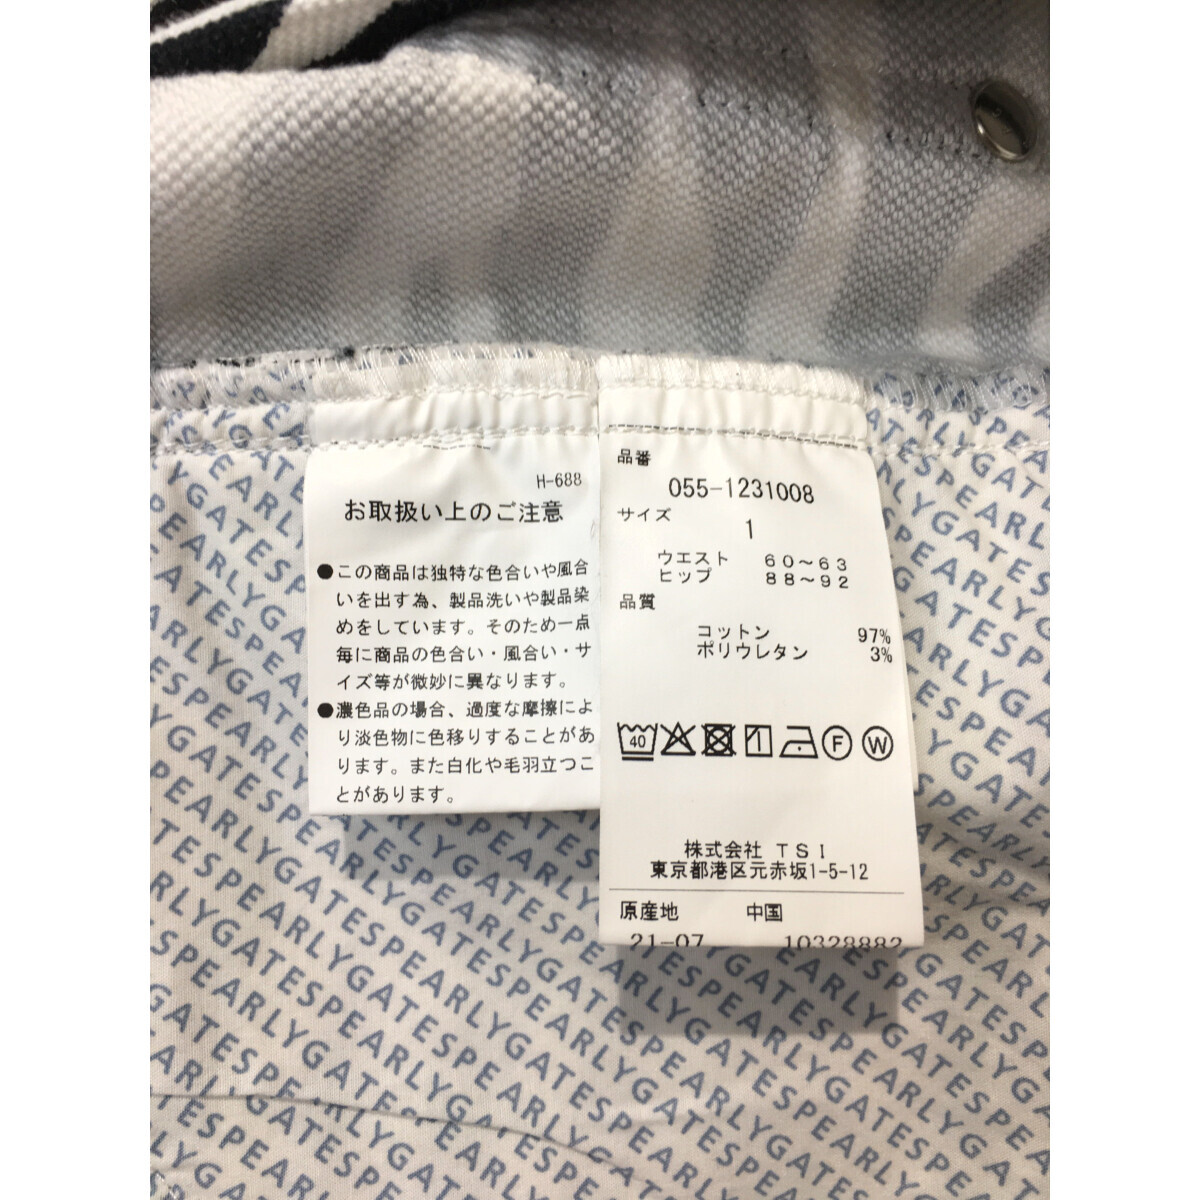 H-688
お取扱い上のご注意
●この商品は独特な色合いや風合
いを出す為、製品洗いや製品染
めをしています。そのため一点
毎に商品の色合い・風合い・サ
イズ等が微妙に異なります。
●濃色品の場合、過度な摩擦によ
り淡色物に色移りすることがあ
ります。また白化や毛羽立つこ
とがあります。
品番
055-1231008
サイズ
1
ウエスト 60～63
ヒップ 88～92
品質
コットン 97%
ポリウレタン 3%
40 F W
株式会社 TSI
東京都港区元赤坂1-5-12
原産地 中国
21-07 10328882
PEARLYGATESPEARLYGATESPEARLYGATES